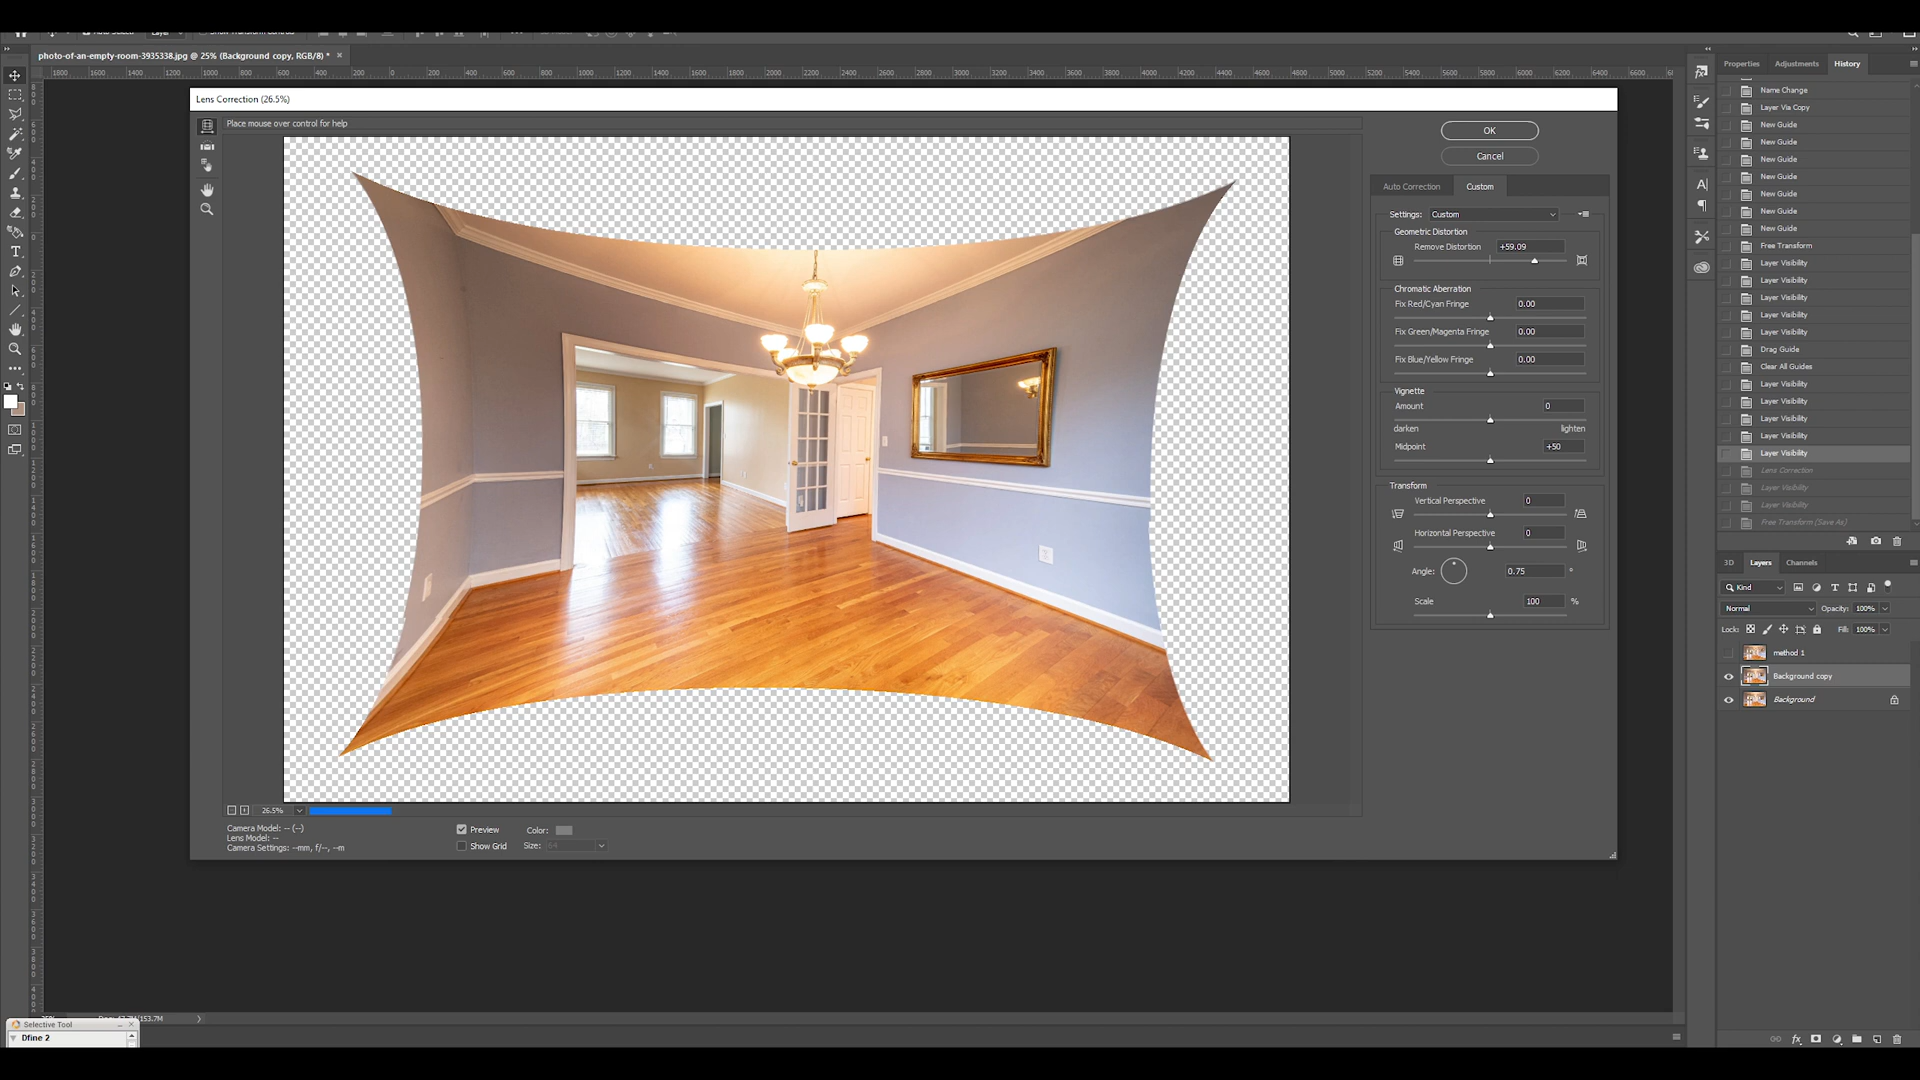 photo-of-an-empty-room-3935338.jpg @ 25% (Background copy, RGB/8) *
Lens Correction (26.5%)
Place mouse over control for help
OK
Cancel
Auto Correction
Custom
Settings: Custom
Geometric Distortion
Remove Distortion +59.09
Chromatic Aberration
Fix Red/Cyan Fringe 0.00
Fix Green/Magenta Fringe 0.00
Fix Blue/Yellow Fringe 0.00
Vignette
Amount 0
darken lighten
Midpoint +50
Transform
Vertical Perspective 0
Horizontal Perspective 0
Angle: 0.75 °
Scale 100 %
26.5%
Camera Model: -- (--)
Lens Model: --
Camera Settings: --mm, f/--, --m
Preview
Show Grid
Color:
Size: 64
Properties Adjustments History
Name Change
Layer Via Copy
New Guide
New Guide
New Guide
New Guide
New Guide
New Guide
New Guide
Free Transform
Layer Visibility
Layer Visibility
Layer Visibility
Layer Visibility
Layer Visibility
Drag Guide
Clear All Guides
Layer Visibility
Layer Visibility
Layer Visibility
Layer Visibility
Layer Visibility
Lens Correction
Layer Visibility
Layer Visibility
Free Transform (Save As)
3D Layers Channels
Kind
Normal Opacity: 100%
Lock: Fill: 100%
method 1
Background copy
Background
Selective Tool
Dfine 2